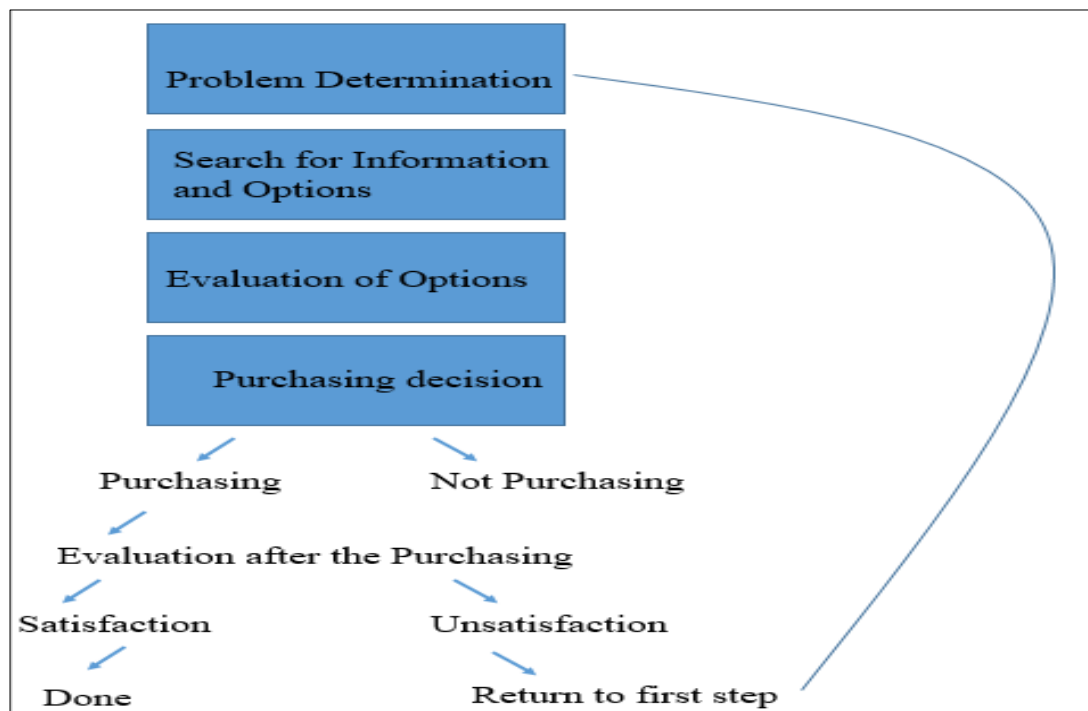 Problem Determination
Search for Information
and Options
Evaluation of Options
Purchasing decision
Purchasing
Not Purchasing
Evaluation after the Purchasing
Satisfaction
Unsatisfaction
Done
Return to first step